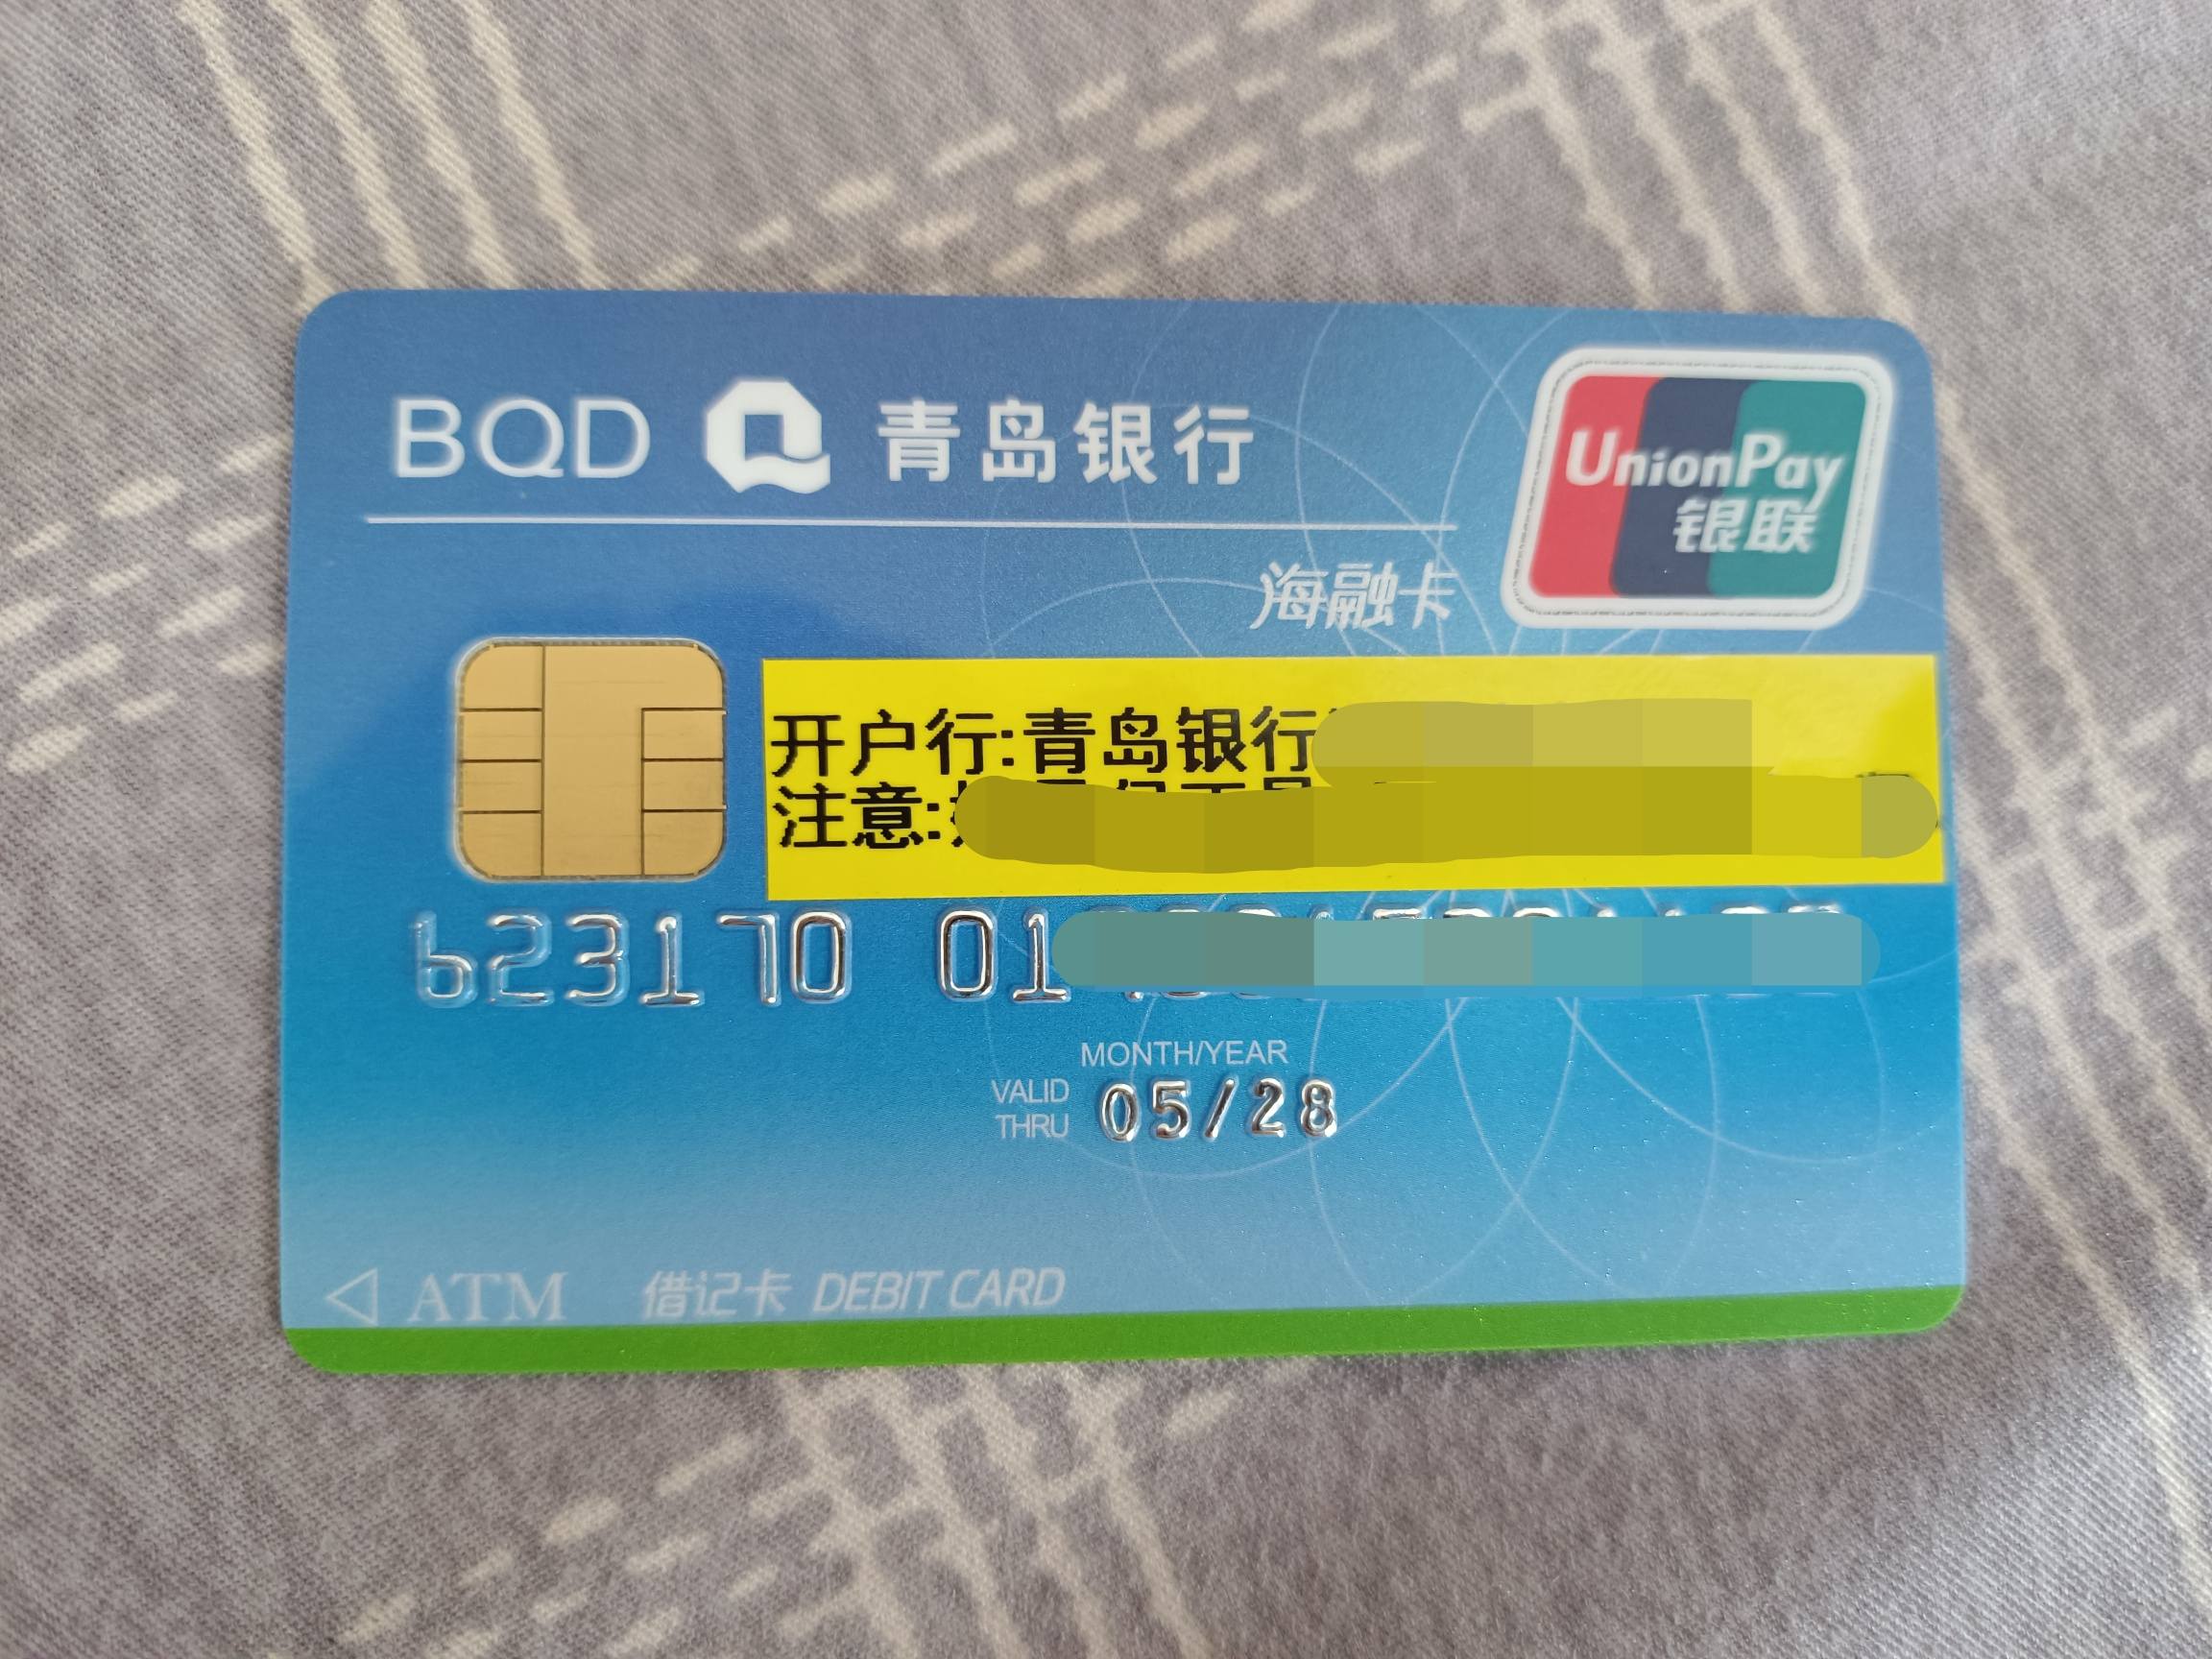 BQD 青岛银行
UnionPay
银联
海融卡
开户行:青岛银行
注意:
623170 01
MONTH/YEAR
VALID
THRU
05/28
ATM 借记卡 DEBIT CARD